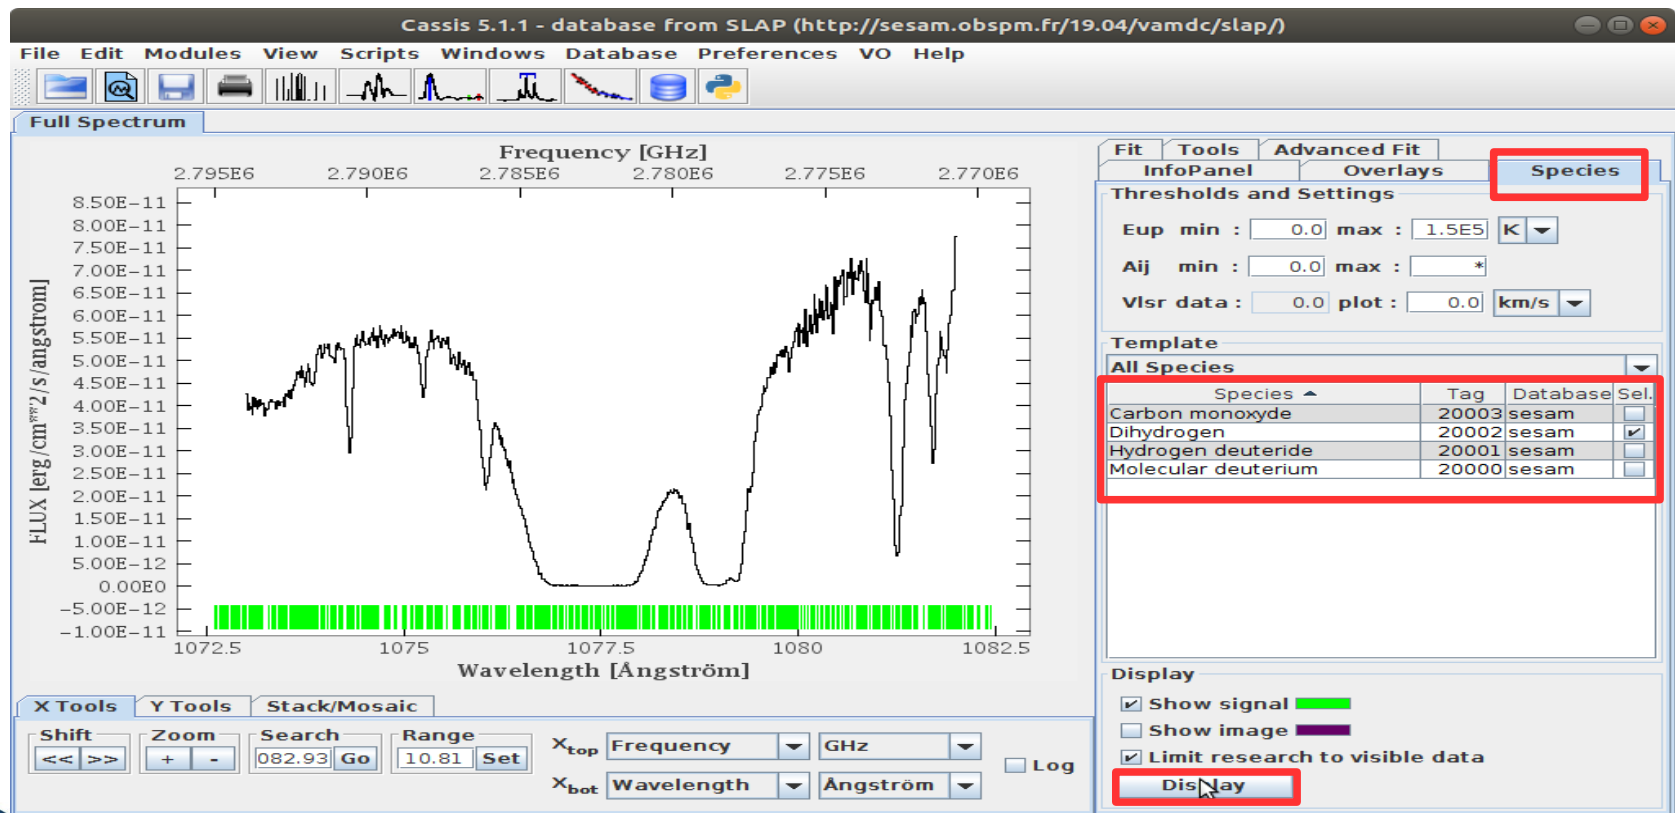 Cassis 5.1.1 - database from SLAP (http://sesam.obspm.fr/19.04/vamdc/slap/)
File Edit Modules View Scripts Windows Database Preferences VO Help
Full Spectrum
Frequency [GHz]
2.795E6 2.790E6 2.785E6 2.780E6 2.775E6 2.770E6
8.50E−11
8.00E−11
7.50E−11
7.00E−11
6.50E−11
6.00E−11
5.50E−11
5.00E−11
4.50E−11
4.00E−11
3.50E−11
3.00E−11
2.50E−11
2.00E−11
1.50E−11
1.00E−11
5.00E−12
0.00E0
−5.00E−12
−1.00E−11
FLUX [erg/cm**2/s/angstrom]
1072.5 1075 1077.5 1080 1082.5
Wavelength [Ångström]
X Tools Y Tools Stack/Mosaic
Shift Zoom Search Range
<< >> + - 082.93 Go 10.81 Set
Xtop Frequency GHz
Xbot Wavelength Ångström
Log
Fit Tools Advanced Fit
InfoPanel Overlays Species
Thresholds and Settings
Eup min : 0.0 max : 1.5E5 K
Aij min : 0.0 max : *
Vlsr data : 0.0 plot : 0.0 km/s
Template
All Species
Species Tag Database Sel.
Carbon monoxyde 20003 sesam
Dihydrogen 20002 sesam
Hydrogen deuteride 20001 sesam
Molecular deuterium 20000 sesam
Display
Show signal
Show image
Limit research to visible data
Display